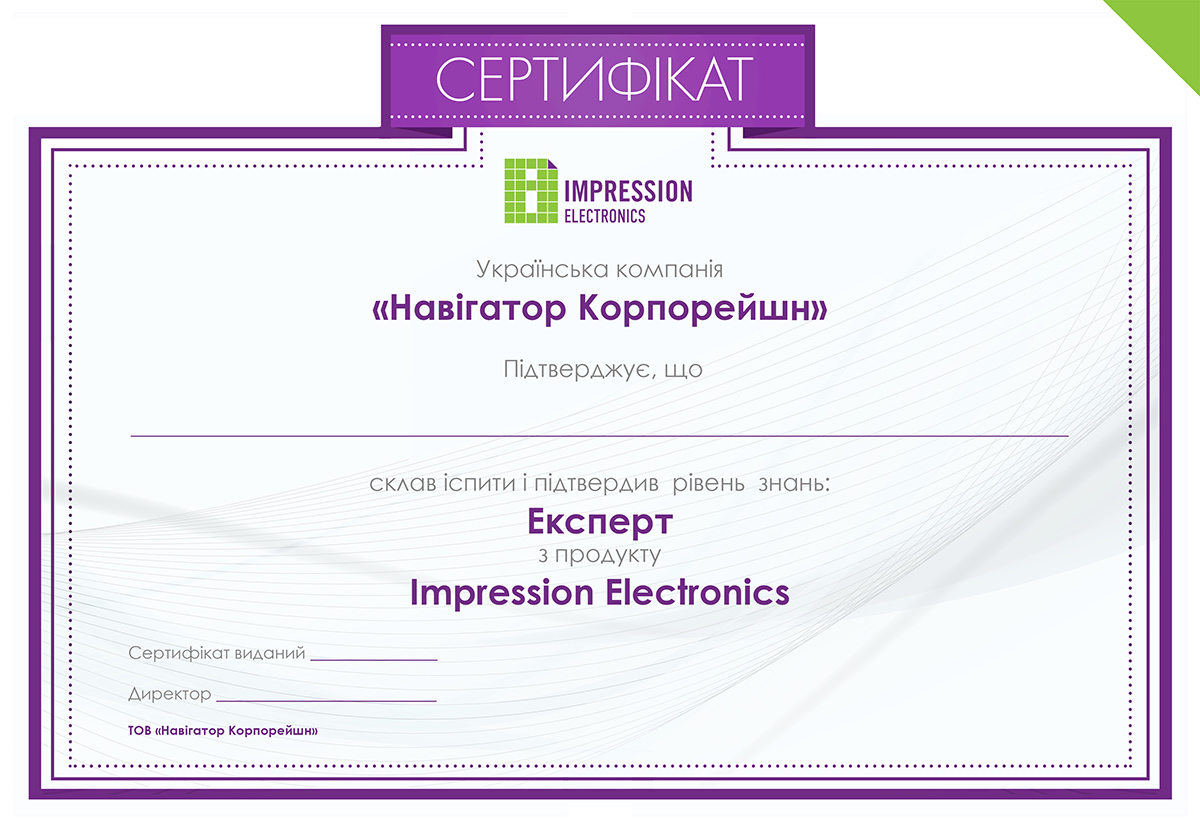 СЕРТИФІКАТ
IMPRESSION
ELECTRONICS
Українська компанія
«Навігатор Корпорейшн»
Підтверджує, що
склав іспити і підтвердив рівень знань:
Експерт
з продукту
Impression Electronics
Сертифікат виданий
Директор
ТОВ «Навігатор Корпорейшн»